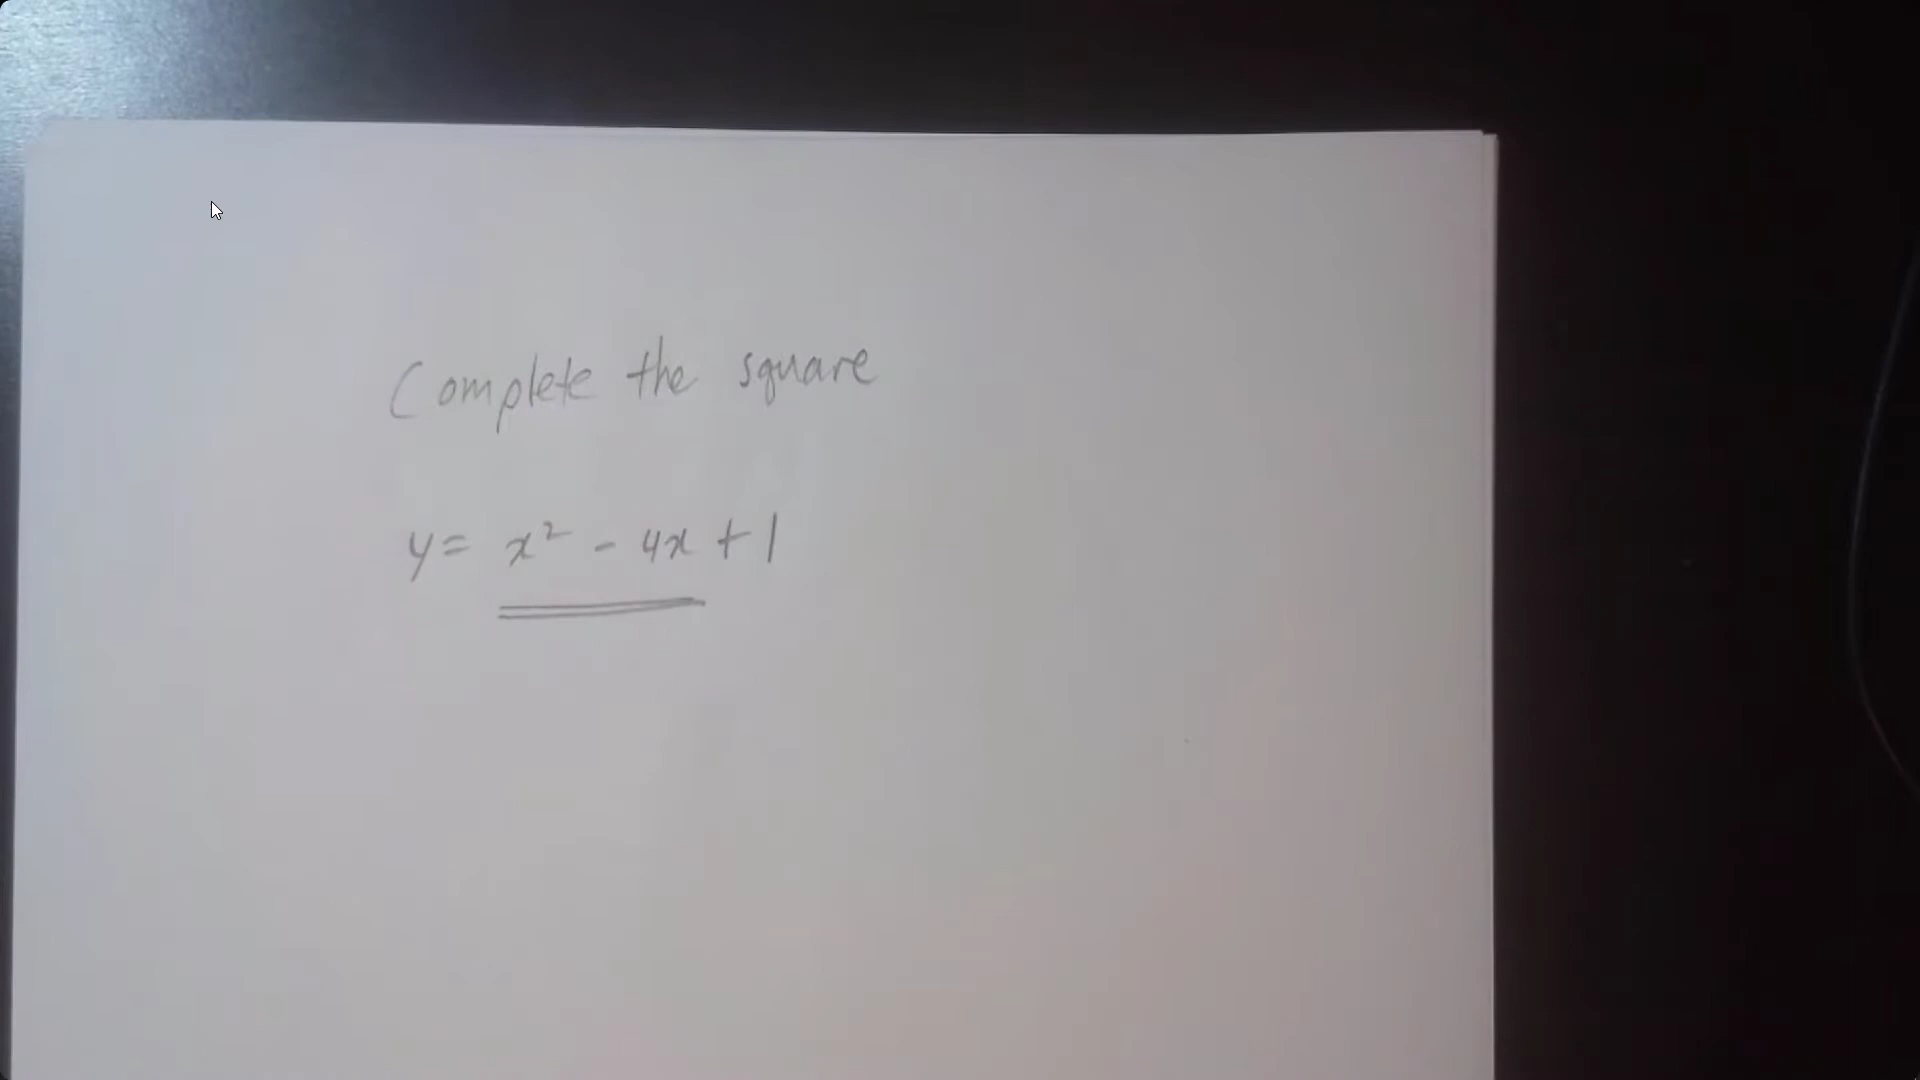 Complete the square
y = x² - 4x + 1